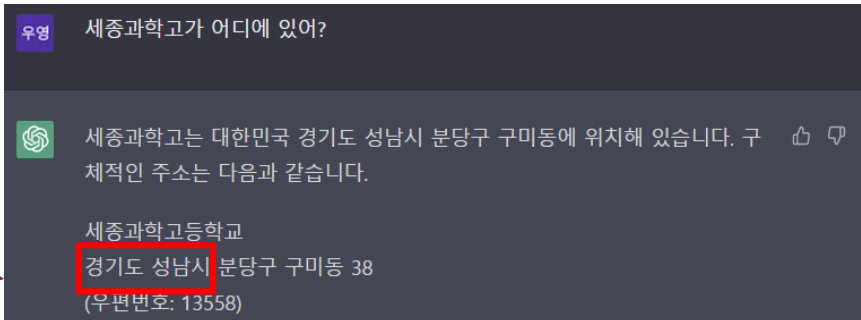 우영
세종과학고가 어디에 있어?
세종과학고는 대한민국 경기도 성남시 분당구 구미동에 위치해 있습니다. 구
체적인 주소는 다음과 같습니다.
세종과학고등학교
경기도 성남시 분당구 구미동 38
(우편번호: 13558)